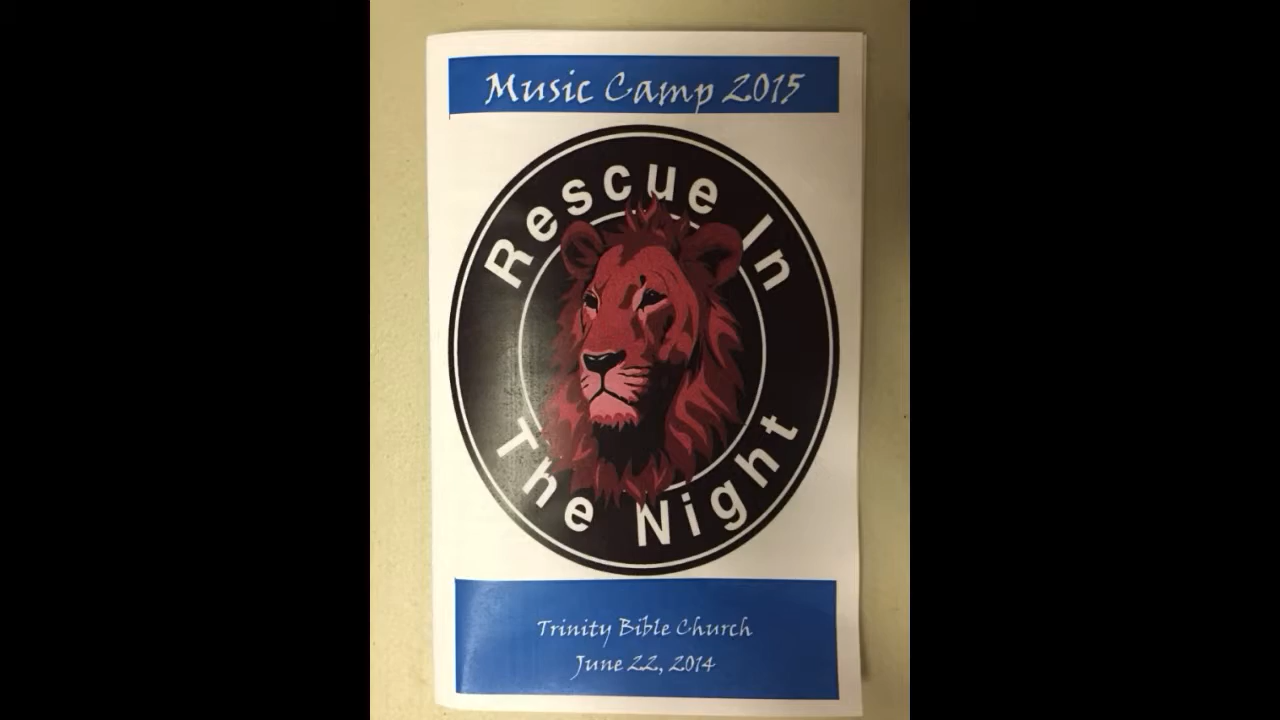 Music Camp 2015
Rescue In
The Night
Trinity Bible Church
June 22, 2014